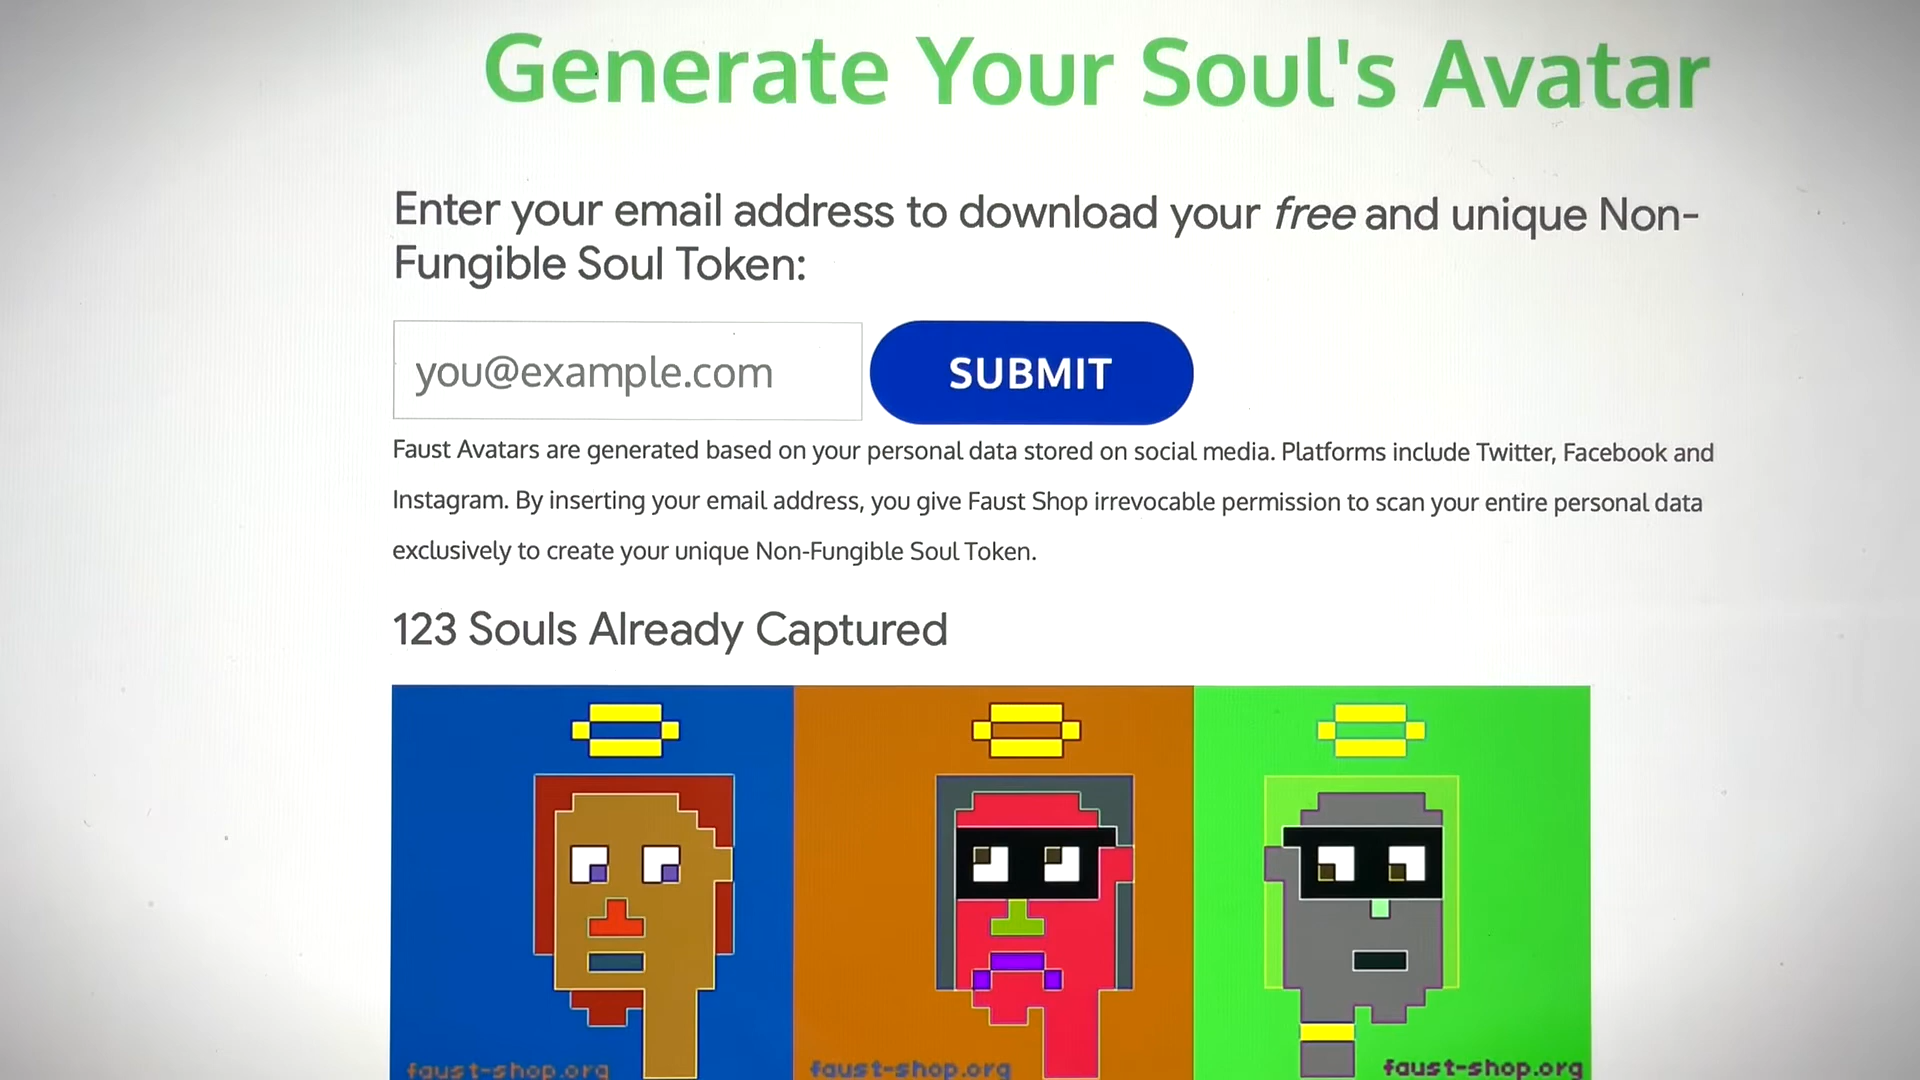 Generate Your Soul's Avatar
Enter your email address to download your free and unique Non-
Fungible Soul Token:
you@example.com
SUBMIT
Faust Avatars are generated based on your personal data stored on social media. Platforms include Twitter, Facebook and
Instagram. By inserting your email address, you give Faust Shop irrevocable permission to scan your entire personal data
exclusively to create your unique Non-Fungible Soul Token.
123 Souls Already Captured
faust-shop.org
faust-shop.org
faust-shop.org